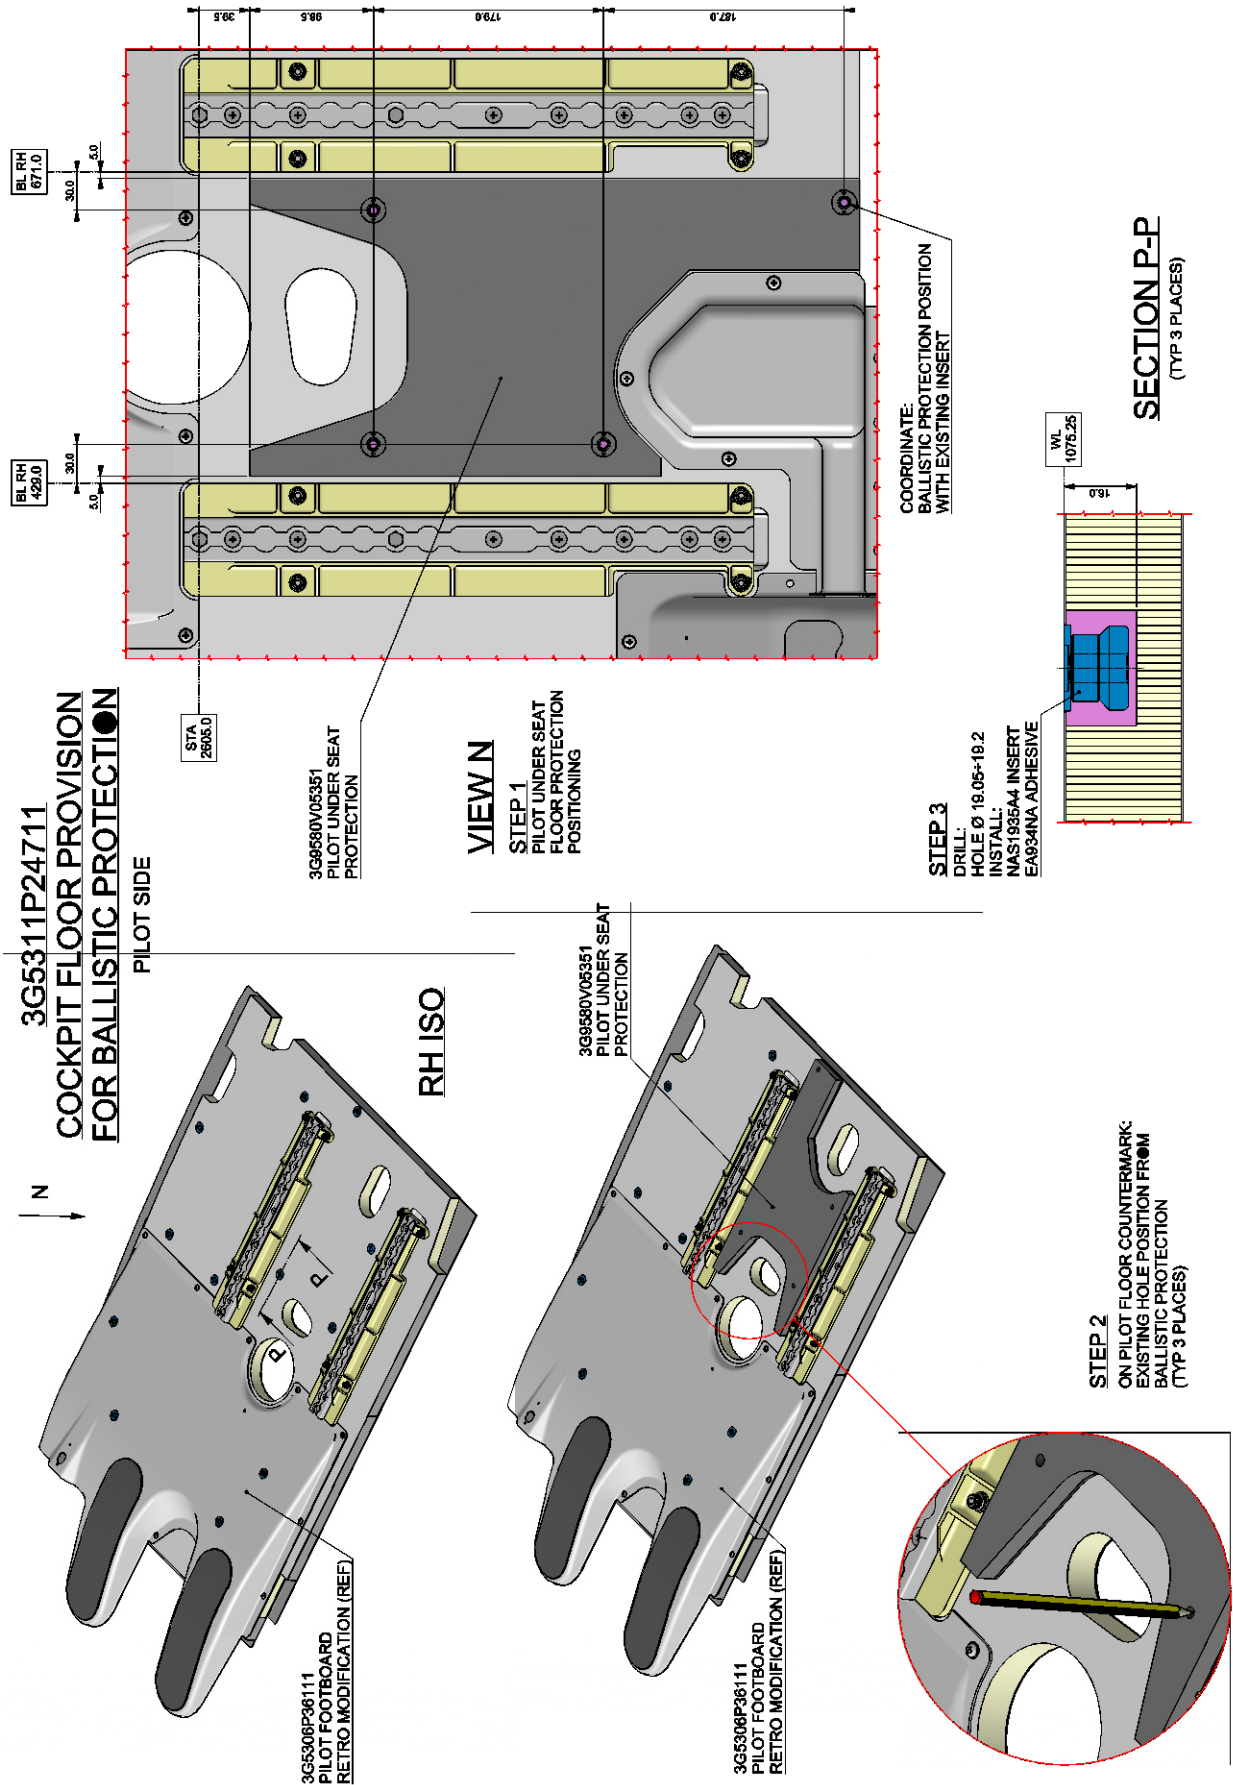 3G5311P24711
COCKPIT FLOOR PROVISION
FOR BALLISTIC PROTECTION
PILOT SIDE
N
P
P
3G5306P36111
PILOT FOOTBOARD
RETRO MODIFICATION (REF)
RH ISO
STA
2605.0
BL RH
429.0
BL RH
671.0
5.0
30.0
30.0
5.0
39.5
98.5
179.0
187.0
3G9580V05351
PILOT UNDER SEAT
PROTECTION
VIEW N
STEP 1
PILOT UNDER SEAT
FLOOR PROTECTION
POSITIONING
COORDINATE:
BALLISTIC PROTECTION POSITION
WITH EXISTING INSERT
3G9580V05351
PILOT UNDER SEAT
PROTECTION
3G5306P36111
PILOT FOOTBOARD
RETRO MODIFICATION (REF)
STEP 2
ON PILOT FLOOR COUNTERMARK:
EXISTING HOLE POSITION FROM
BALLISTIC PROTECTION
(TYP 3 PLACES)
STEP 3
DRILL:
HOLE Ø 19.05÷19.2
INSTALL:
NAS1935A4 INSERT
EA934NA ADHESIVE
WL
1075.25
16.0
SECTION P-P
(TYP 3 PLACES)